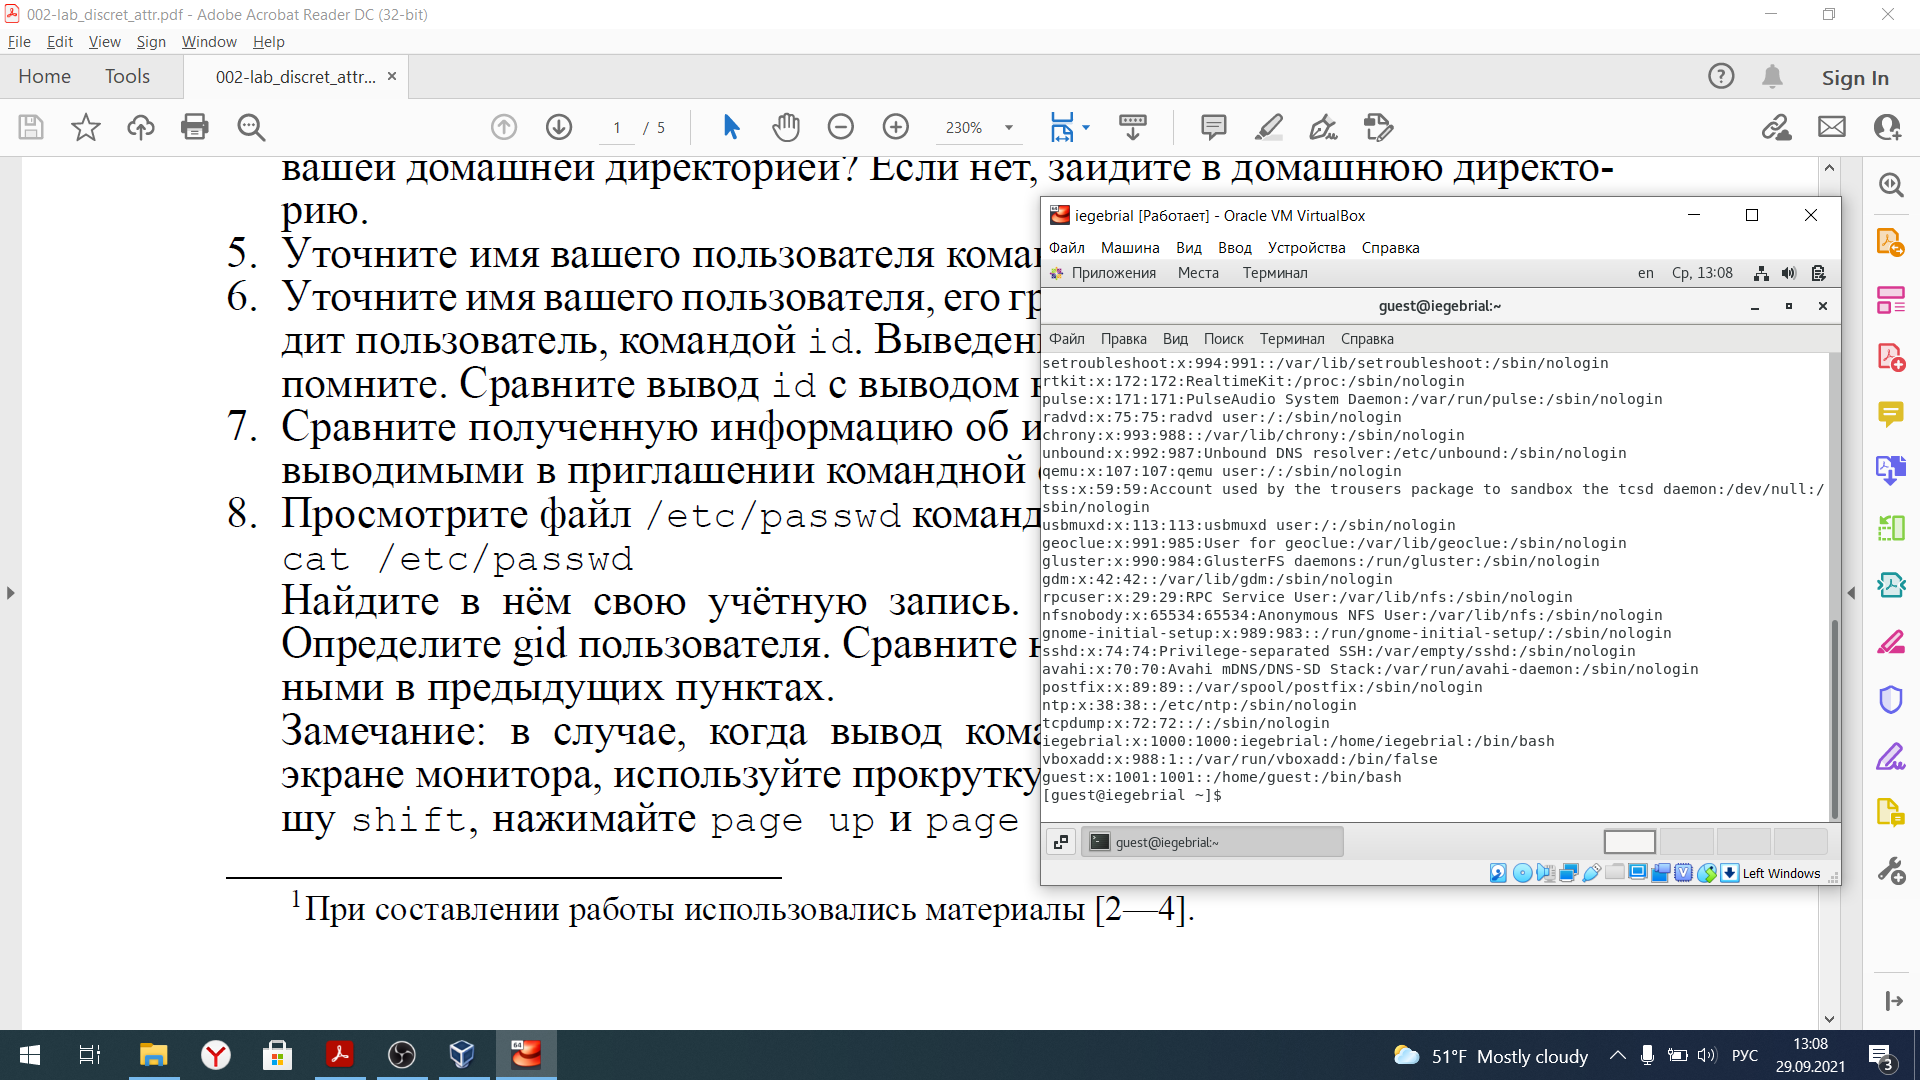 002-lab_discret_attr.pdf - Adobe Acrobat Reader DC (32-bit)
File Edit View Sign Window Help
Home Tools 002-lab_discret_attr... × Sign In
1 / 5 230%
вашей домашней директорией? Если нет, зайдите в домашнюю директо-
рию.
5. Уточните имя вашего пользователя
6. Уточните имя вашего пользователя, его
дит пользователь, командой id.
помните. Сравните вывод id с выводом
7. Сравните полученную информацию об
выводимыми в приглашении командной
8. Просмотрите файл /etc/passwd
cat /etc/passwd
Найдите в нём свою учётную запись.
Определите gid пользователя. Сравните
ными в предыдущих пунктах.
Замечание: в случае, когда вывод
экране монитора, используйте прокрутку
шу shift, нажимайте page up и page
1 При составлении работы использовались материалы [2—4].
iegebrial [Работает] - Oracle VM VirtualBox
Файл Машина Вид Ввод Устройства Справка
Приложения Места Терминал en Ср, 13:08
guest@iegebrial:~
Файл Правка Вид Поиск Терминал Справка
setroubleshoot:x:994:991::/var/lib/setroubleshoot:/sbin/nologin
rtkit:x:172:172:RealtimeKit:/proc:/sbin/nologin
pulse:x:171:171:PulseAudio System Daemon:/var/run/pulse:/sbin/nologin
radvd:x:75:75:radvd user:/:/sbin/nologin
chrony:x:993:988::/var/lib/chrony:/sbin/nologin
unbound:x:992:987:Unbound DNS resolver:/etc/unbound:/sbin/nologin
qemu:x:107:107:qemu user:/:/sbin/nologin
tss:x:59:59:Account used by the trousers package to sandbox the tcsd daemon:/dev/null:/
sbin/nologin
usbmuxd:x:113:113:usbmuxd user:/:/sbin/nologin
geoclue:x:991:985:User for geoclue:/var/lib/geoclue:/sbin/nologin
gluster:x:990:984:GlusterFS daemons:/run/gluster:/sbin/nologin
gdm:x:42:42::/var/lib/gdm:/sbin/nologin
rpcuser:x:29:29:RPC Service User:/var/lib/nfs:/sbin/nologin
nfsnobody:x:65534:65534:Anonymous NFS User:/var/lib/nfs:/sbin/nologin
gnome-initial-setup:x:989:983::/run/gnome-initial-setup/:/sbin/nologin
sshd:x:74:74:Privilege-separated SSH:/var/empty/sshd:/sbin/nologin
avahi:x:70:70:Avahi mDNS/DNS-SD Stack:/var/run/avahi-daemon:/sbin/nologin
postfix:x:89:89::/var/spool/postfix:/sbin/nologin
ntp:x:38:38::/etc/ntp:/sbin/nologin
tcpdump:x:72:72::/:/sbin/nologin
iegebrial:x:1000:1000:iegebrial:/home/iegebrial:/bin/bash
vboxadd:x:988:1::/var/run/vboxadd:/bin/false
guest:x:1001:1001::/home/guest:/bin/bash
[guest@iegebrial ~]$
guest@iegebrial:~
Left Windows
51°F Mostly cloudy РУС 13:08
29.09.2021
3